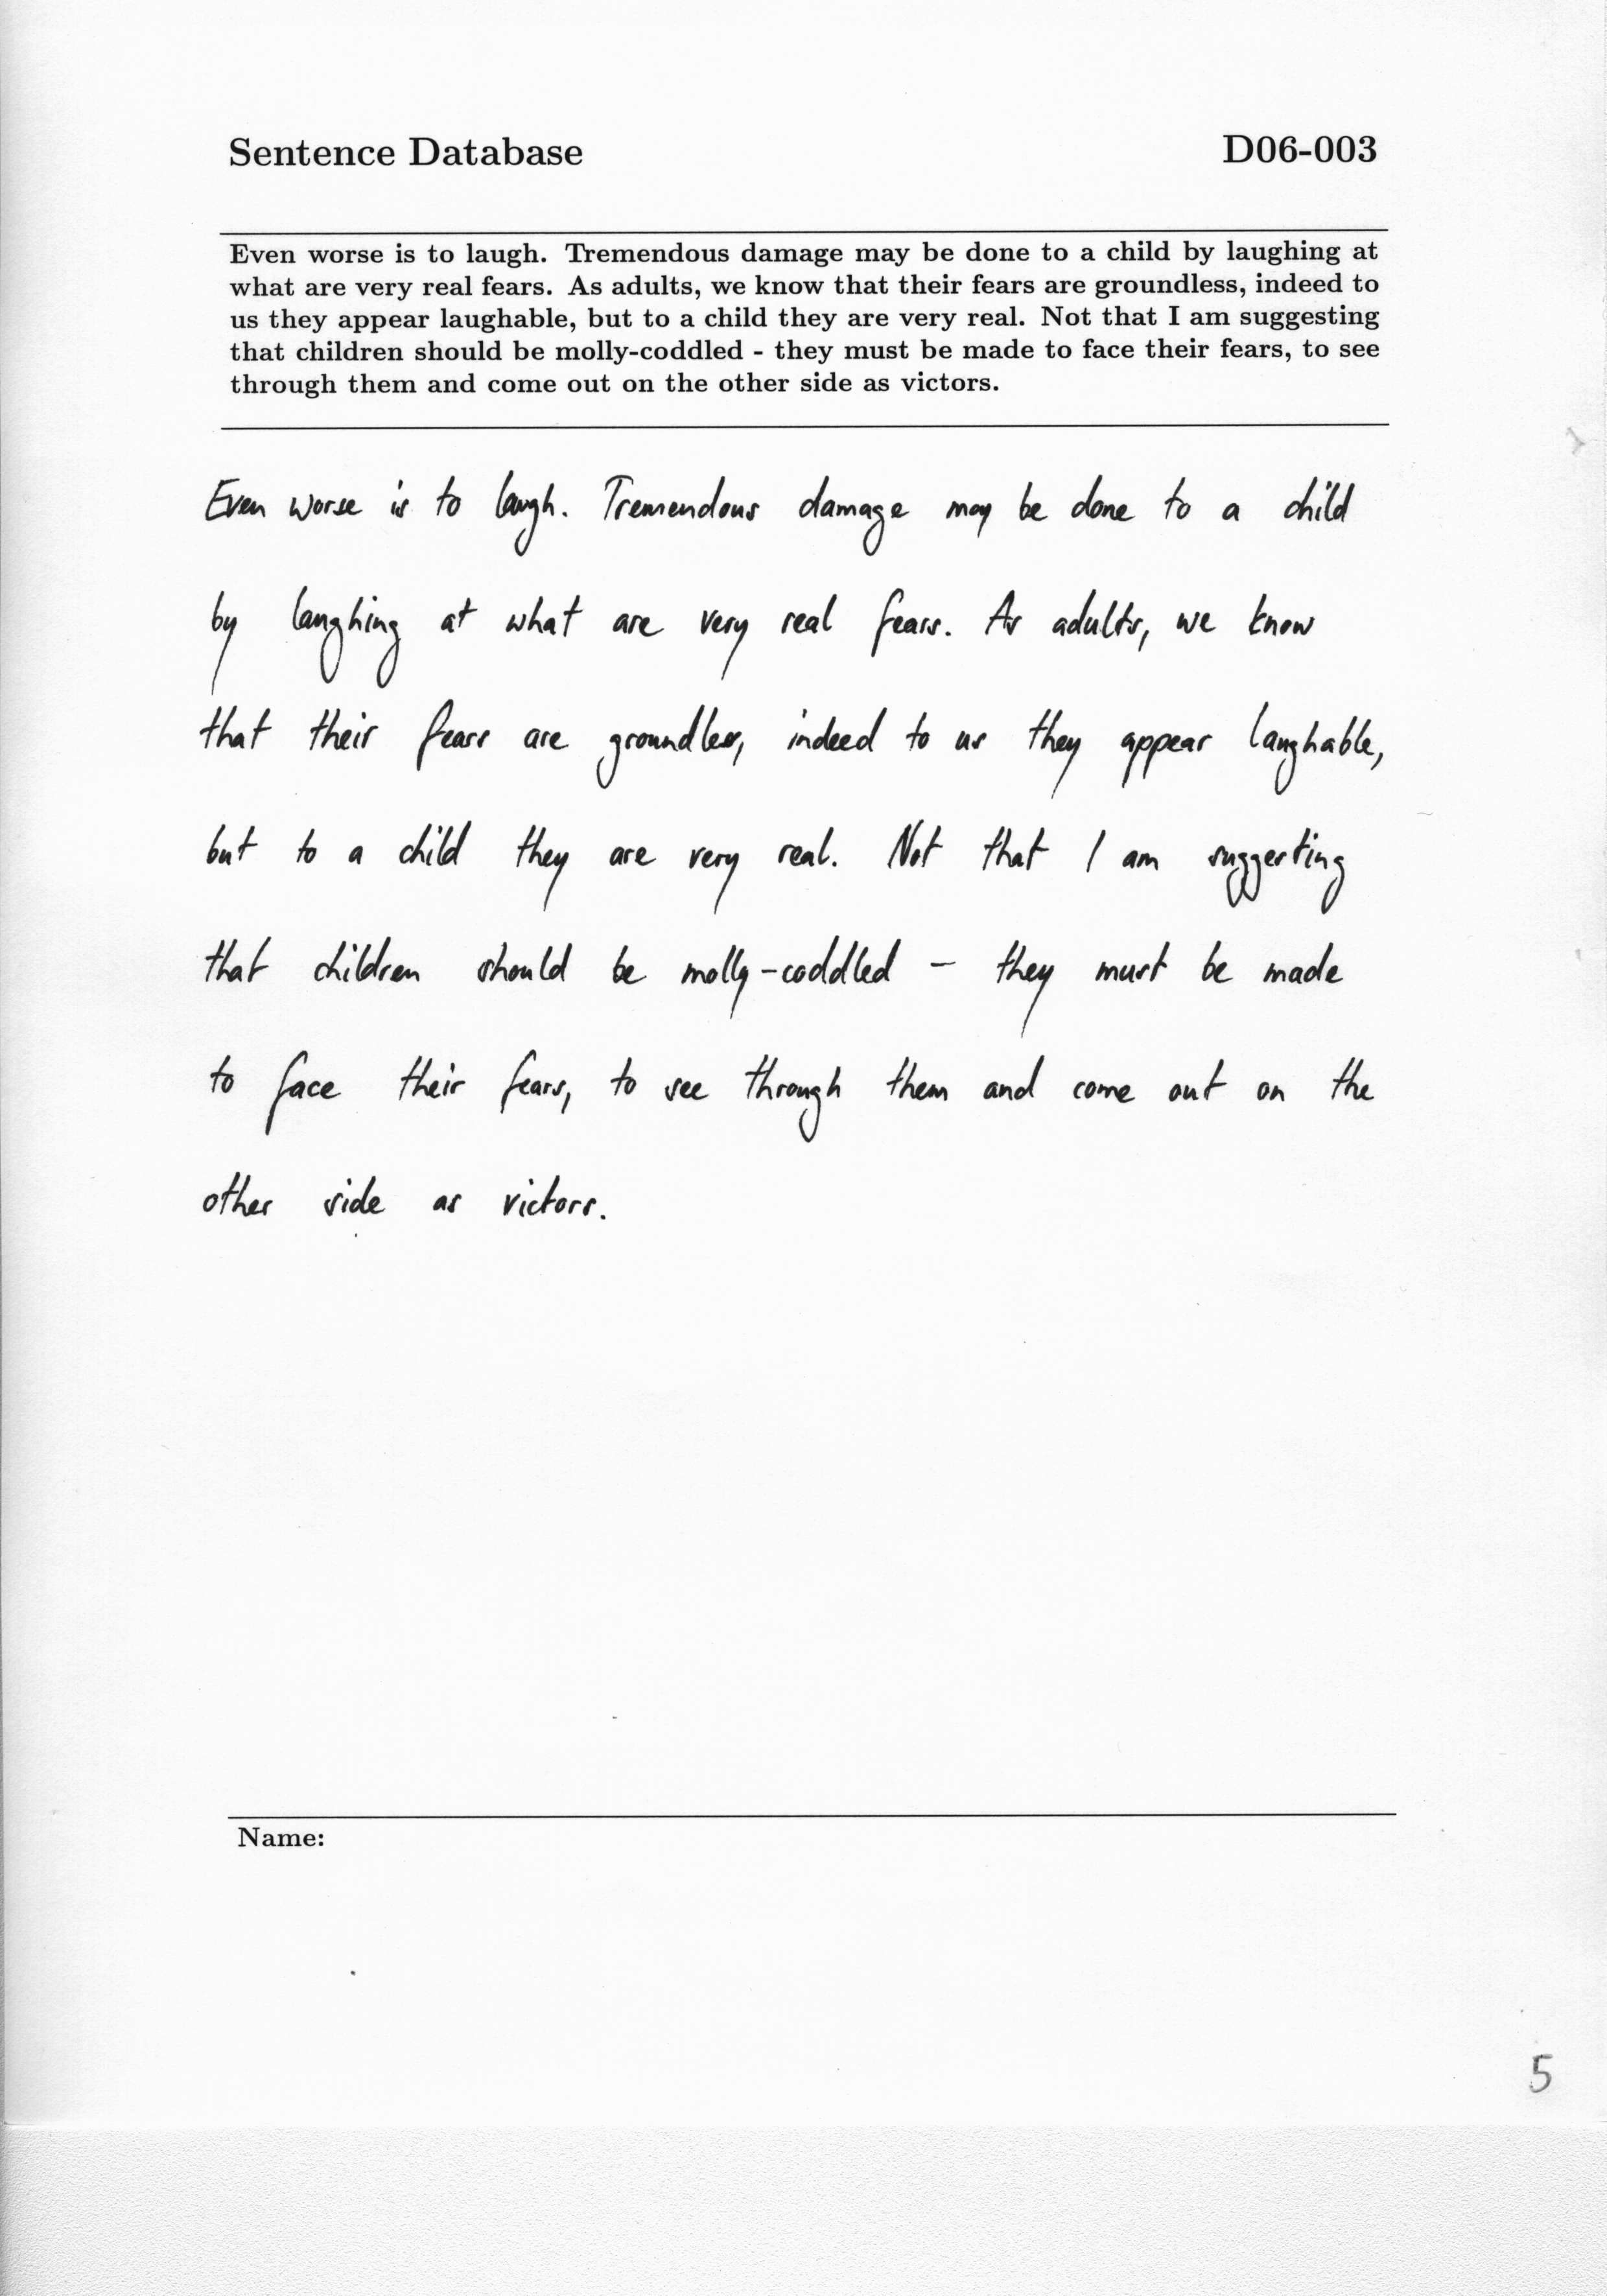 Sentence Database D06-003
Even worse is to laugh. Tremendous damage may be done to a child by laughing at
what are very real fears. As adults, we know that their fears are groundless, indeed to
us they appear laughable, but to a child they are very real. Not that I am suggesting
that children should be molly-coddled - they must be made to face their fears, to see
through them and come out on the other side as victors.
Even worse is to laugh. Tremendous damage may be done to a child
by laughing at what are very real fears. As adults, we know
that their fears are groundless, indeed to us they appear laughable,
but to a child they are very real. Not that I am suggesting
that children should be molly-coddled - they must be made
to face their fears, to see through them and come out on the
other side as victors.
Name:
5